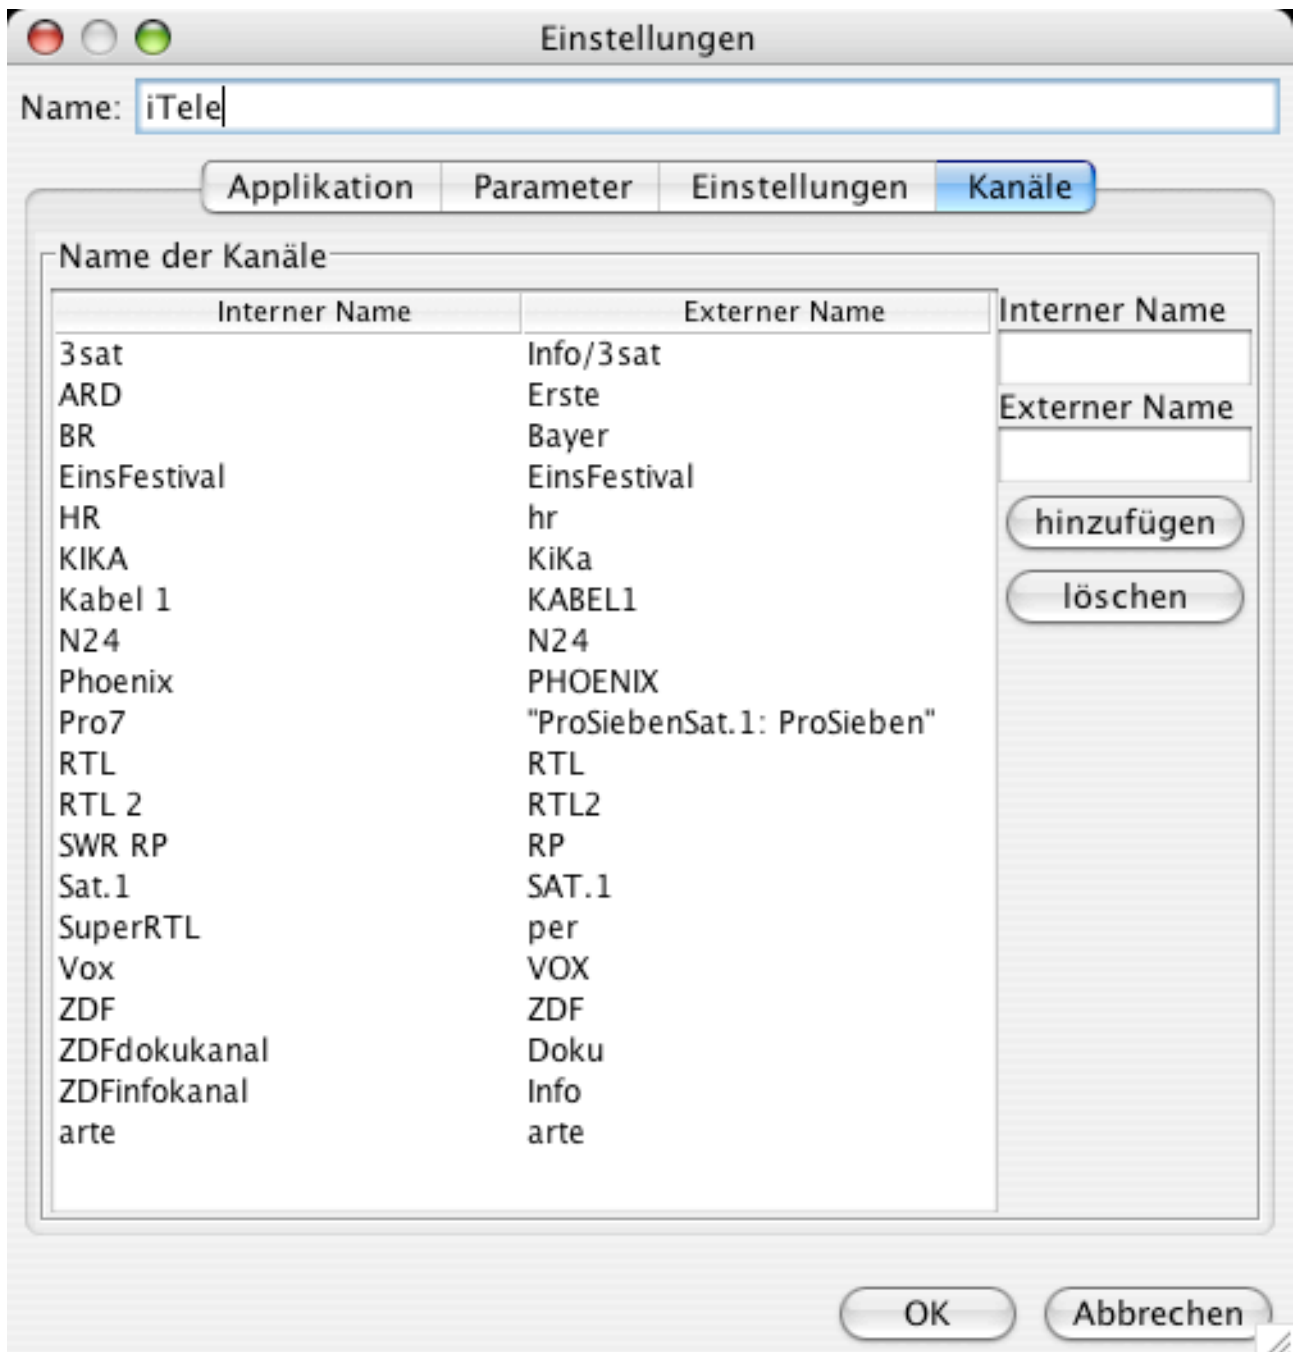 Einstellungen
Name: iTele
Applikation Parameter Einstellungen Kanäle
Name der Kanäle
Interner Name Externer Name
3sat Info/3sat
ARD Erste
BR Bayer
EinsFestival EinsFestival
HR hr
KIKA KiKa
Kabel 1 KABEL1
N24 N24
Phoenix PHOENIX
Pro7 "ProSiebenSat.1: ProSieben"
RTL RTL
RTL 2 RTL2
SWR RP RP
Sat.1 SAT.1
SuperRTL per
Vox VOX
ZDF ZDF
ZDFdokukanal Doku
ZDFinfokanal Info
arte arte
Interner Name
Externer Name
hinzufügen
löschen
OK Abbrechen